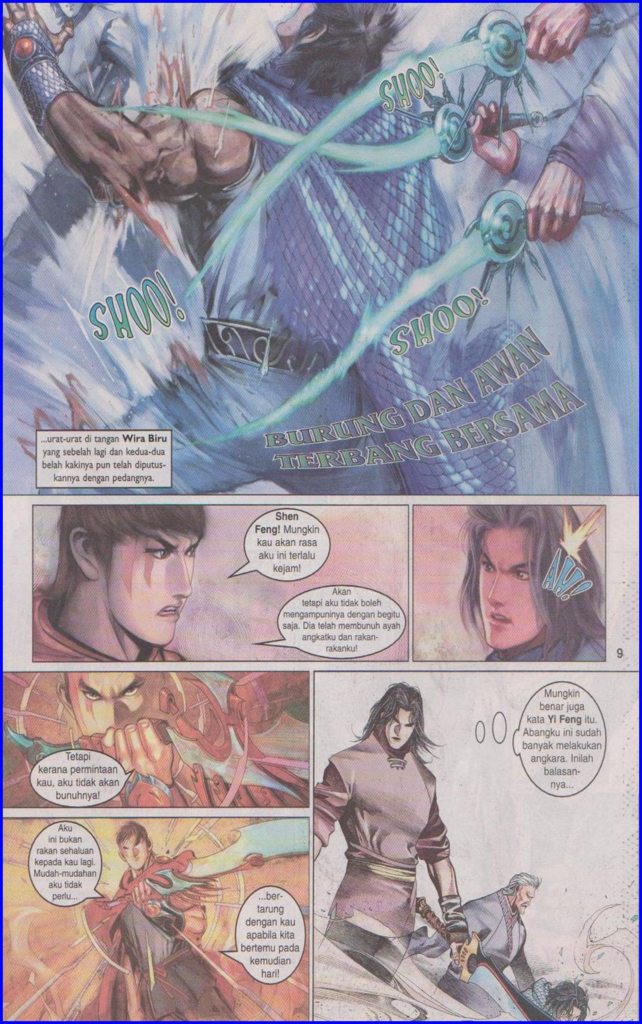 SHOO!
SHOO!
SHOO!
BURUNG DAN AWAN
TERBANG BERSAMA
...urat-urat di tangan Wira Biru
yang sebelah lagi dan kedua-dua
belah kakinya pun telah diputus-
kannya dengan pedangnya.
Shen
Feng! Mungkin
kau akan rasa
aku ini terlalu
kejam!
Akan
tetapi aku tidak boleh
mengampuninya dengan begitu
saja. Dia telah membunuh ayah
angkatku dan rakan-
rakanku!
AH!
9
Tetapi
kerana permintaan
kau, aku tidak akan
bunuhnya!
Mungkin
benar juga
kata Yi Feng itu.
Abangku ini sudah
banyak melakukan
angkara. Inilah
balasan-
nya...
Aku
ini bukan
rakan sehaluan
kepada kau lagi.
Mudah-mudahan
aku tidak
perlu...
...ber-
tarung
dengan kau
apabila kita
bertemu pada
kemudian
hari!